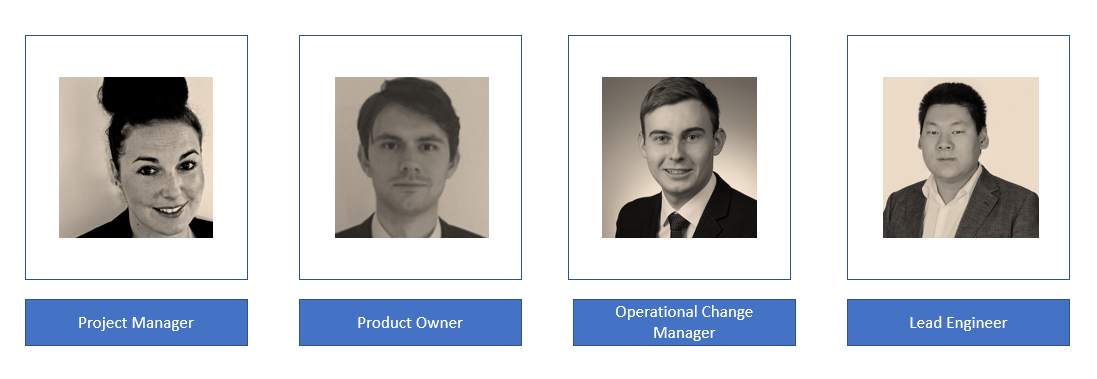 Project Manager
Product Owner
Operational Change
Manager
Lead Engineer